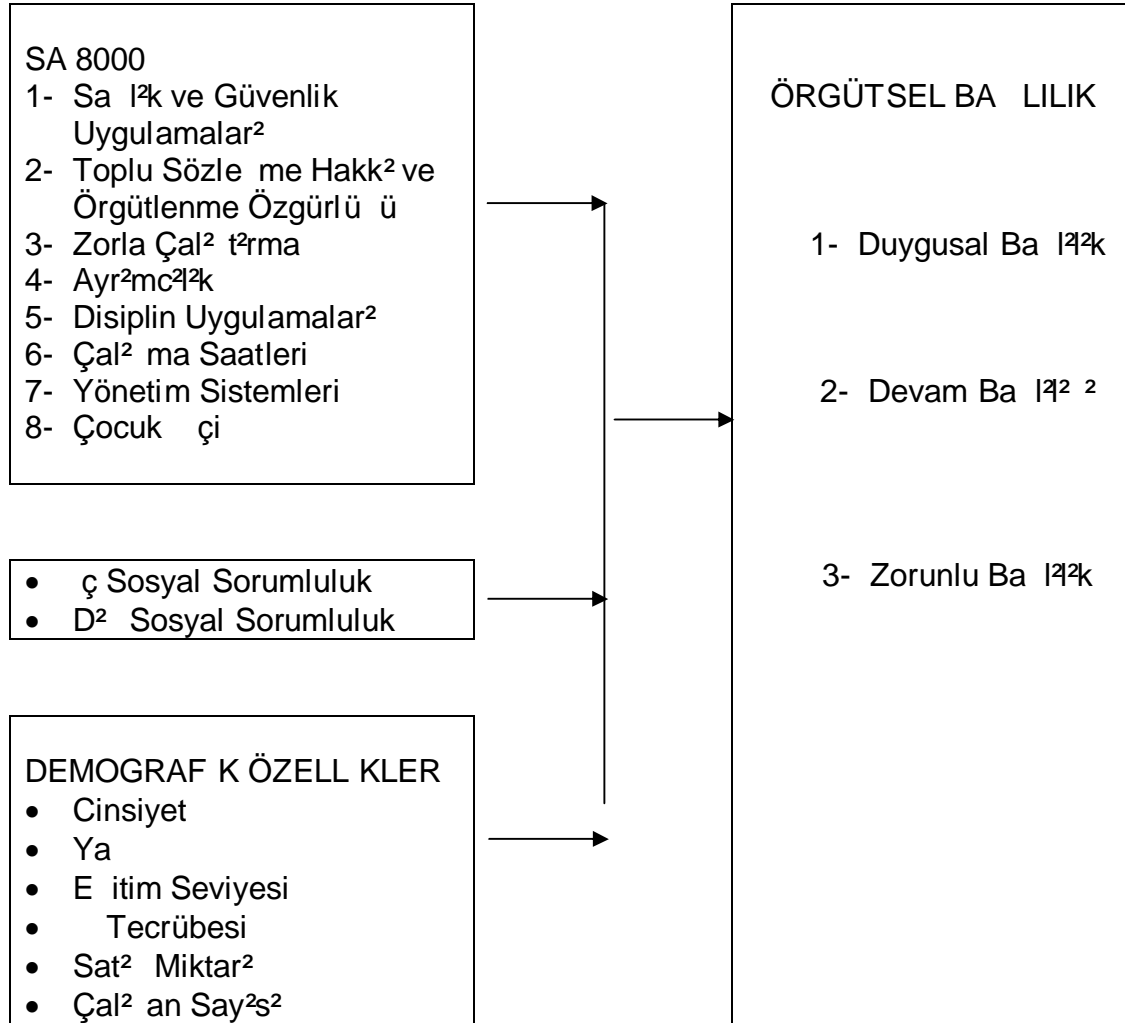 SA 8000
1- Sa l²k ve Güvenlik
Uygulamalar²
2- Toplu Sözle me Hakk² ve
Örgütlenme Özgürlü ü
3- Zorla Çal² t²rma
4- Ayr²mc²l²k
5- Disiplin Uygulamalar²
6- Çal² ma Saatleri
7- Yönetim Sistemleri
8- Çocuk çi
• ç Sosyal Sorumluluk
• D² Sosyal Sorumluluk
DEMOGRAF K ÖZELL KLER
• Cinsiyet
• Ya
• E itim Seviyesi
• Tecrübesi
• Sat² Miktar²
• Çal² an Say²s²
ÖRGÜTSEL BA LILIK
1- Duygusal Ba l²l²k
2- Devam Ba l²l² ²
3- Zorunlu Ba l²l²k